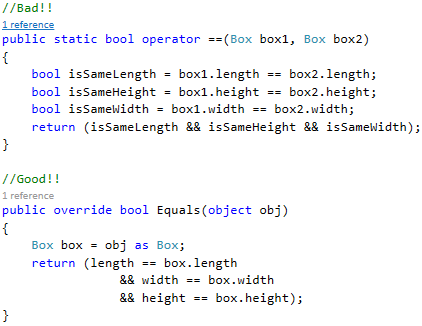 //Bad!!
1 reference
public static bool operator ==(Box box1, Box box2)
{
    bool isSameLength = box1.length == box2.length;
    bool isSameHeight = box1.height == box2.height;
    bool isSameWidth = box1.width == box2.width;
    return (isSameLength && isSameHeight && isSameWidth);
}
//Good!!
1 reference
public override bool Equals(object obj)
{
    Box box = obj as Box;
    return (length == box.length
                && width == box.width
                && height == box.height);
}